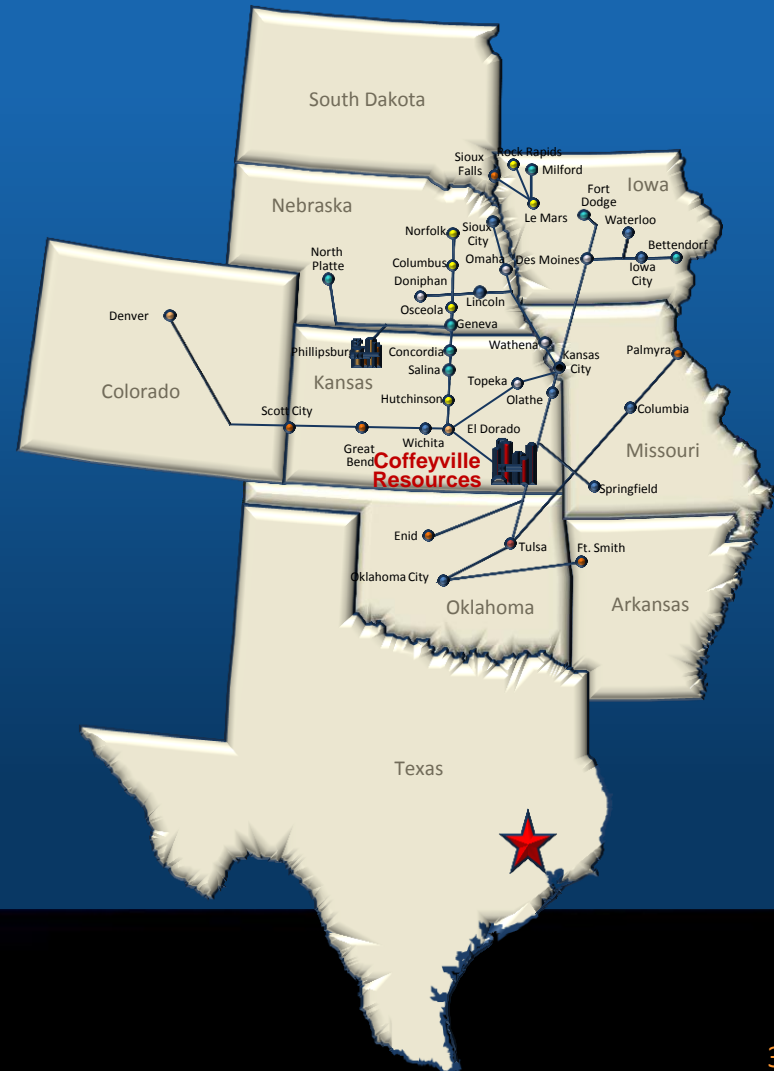 South Dakota
Rock Rapids
Sioux
Falls
Milford
Iowa
Fort
Dodge
Nebraska
Le Mars
Waterloo
Norfolk
Sioux
City
Bettendorf
North
Platte
Columbus
Omaha
Des Moines
Iowa
City
Doniphan
Lincoln
Osceola
Denver
Geneva
Phillipsburg
Concordia
Wathena
Kansas
City
Palmyra
Salina
Colorado
Kansas
Topeka
Hutchinson
Olathe
Scott City
Columbia
El Dorado
Great
Bend
Wichita
Missouri
Coffeyville
Resources
Springfield
Enid
Tulsa
Ft. Smith
Oklahoma City
Oklahoma
Arkansas
Texas
3